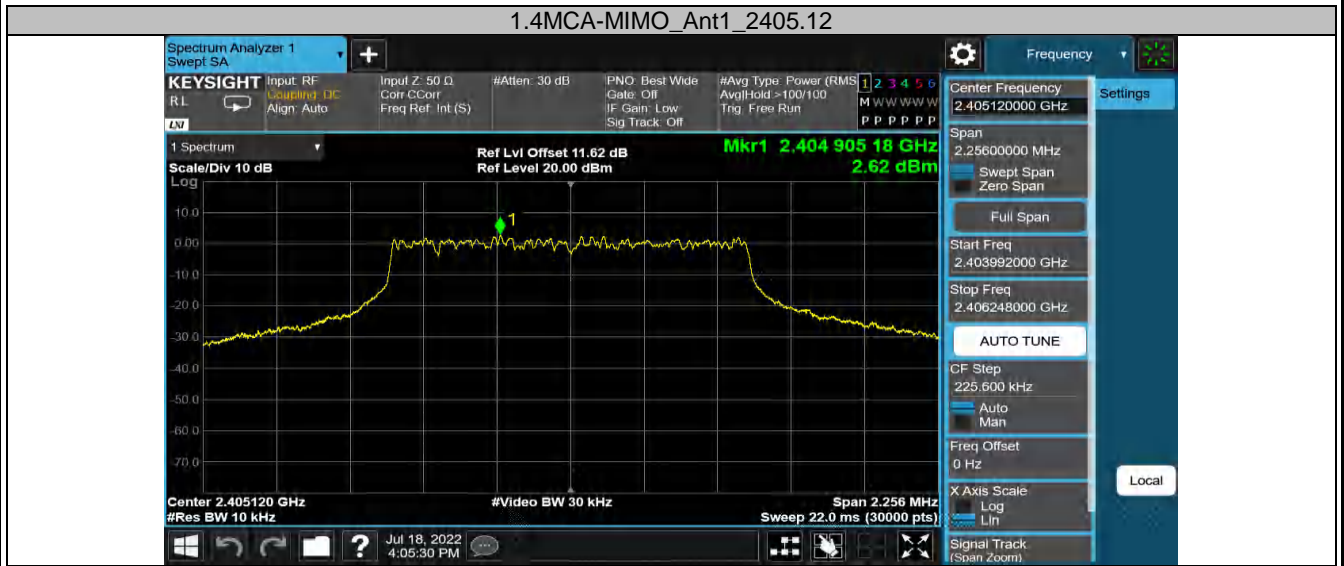 1.4MCA-MIMO_Ant1_2405.12
Spectrum Analyzer 1
Swept SA
+
Frequency
KEYSIGHT
RL
LXI
Input: RF
Coupling: DC
Align: Auto
Input Z: 50 Ω
Corr CCorr
Freq Ref: Int (S)
#Atten: 30 dB
PNO: Best Wide
Gate: Off
IF Gain: Low
Sig Track: Off
#Avg Type: Power (RMS
Avg|Hold >100/100
Trig: Free Run
1 2 3 4 5 6
M W W W W W
P P P P P P
Center Frequency
2.405120000 GHz
Settings
1 Spectrum
Scale/Div 10 dB
Log
Ref Lvl Offset 11.62 dB
Ref Level 20.00 dBm
Mkr1 2.404 905 18 GHz
2.62 dBm
Span
2.25600000 MHz
Swept Span
Zero Span
Full Span
Start Freq
2.403992000 GHz
Stop Freq
2.406248000 GHz
AUTO TUNE
CF Step
225.600 kHz
Auto
Man
Freq Offset
0 Hz
X Axis Scale
Log
Lin
Signal Track
(Span Zoom)
Local
10.0
0.00
-10.0
-20.0
-30.0
-40.0
-50.0
-60.0
-70.0
1
Center 2.405120 GHz
#Res BW 10 kHz
#Video BW 30 kHz
Span 2.256 MHz
Sweep 22.0 ms (30000 pts)
?
Jul 18, 2022
4:05:30 PM